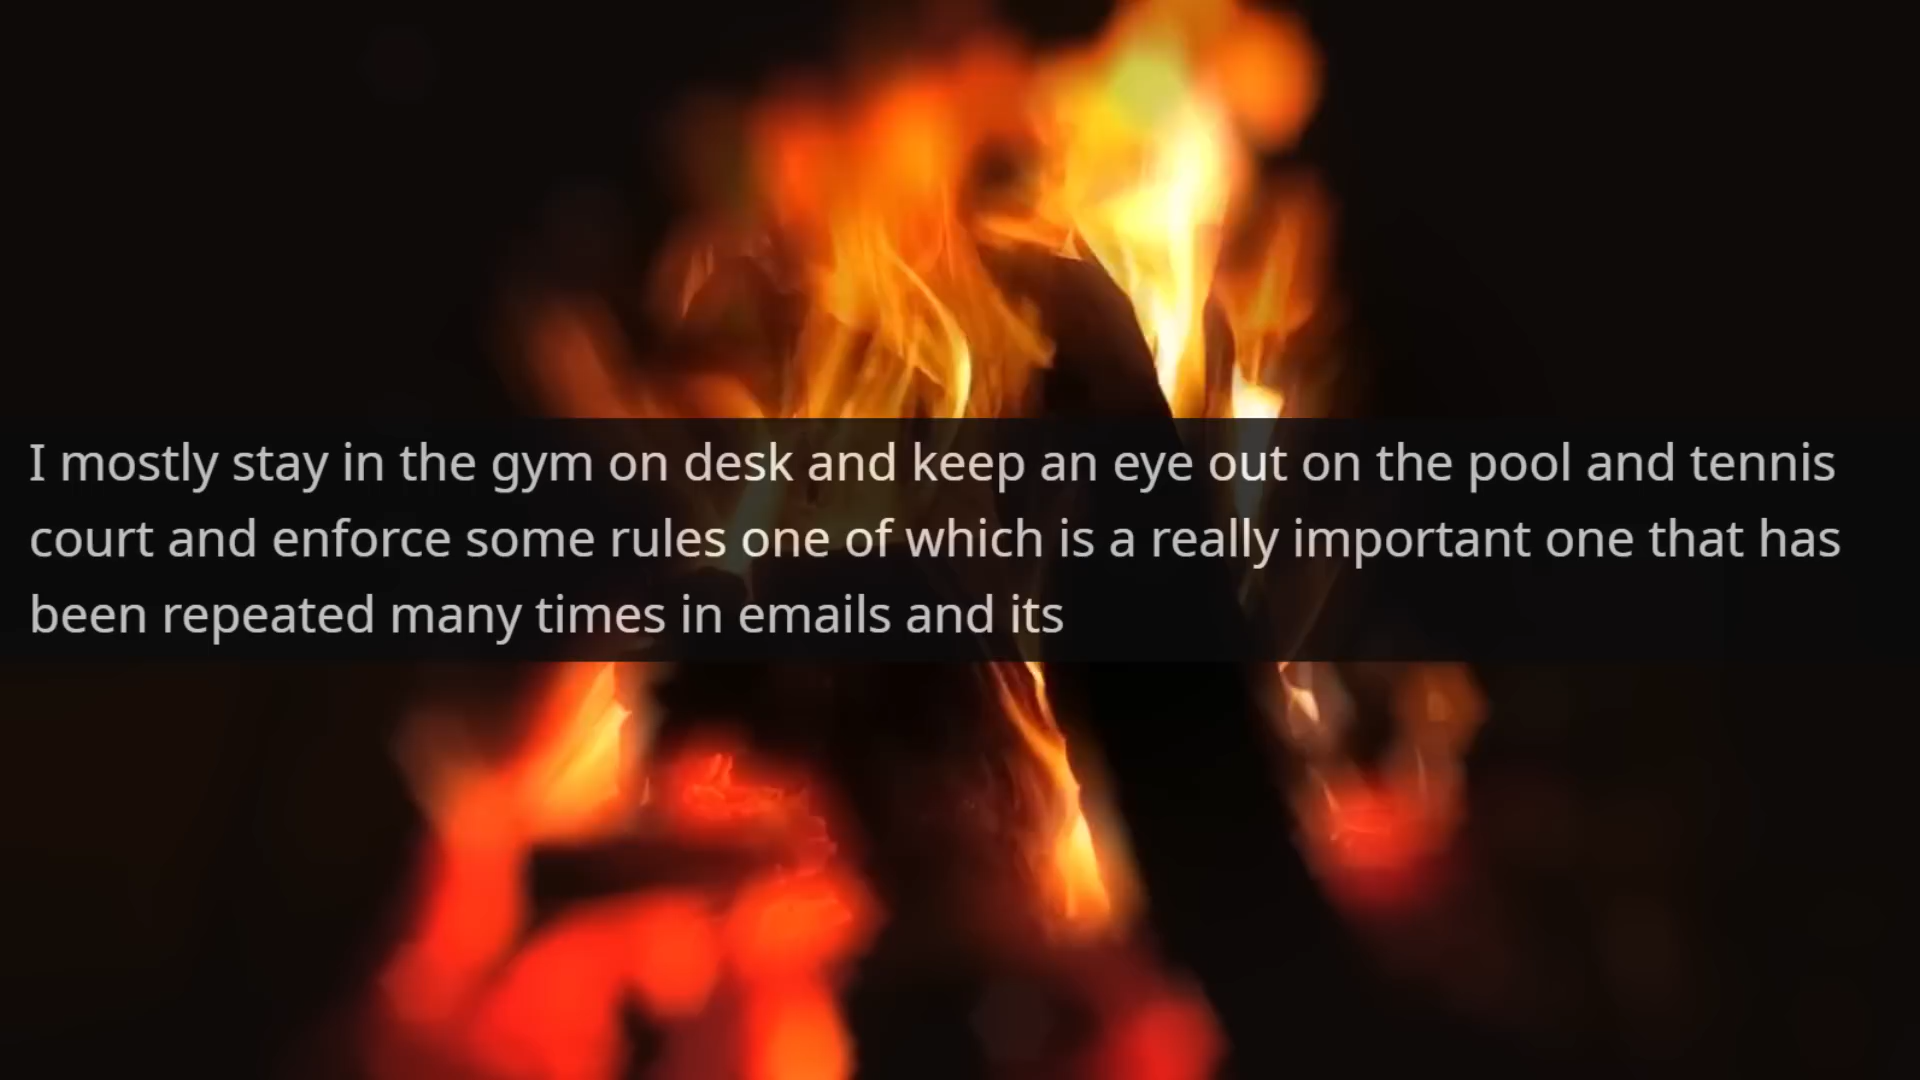 I mostly stay in the gym on desk and keep an eye out on the pool and tennis
court and enforce some rules one of which is a really important one that has
been repeated many times in emails and its